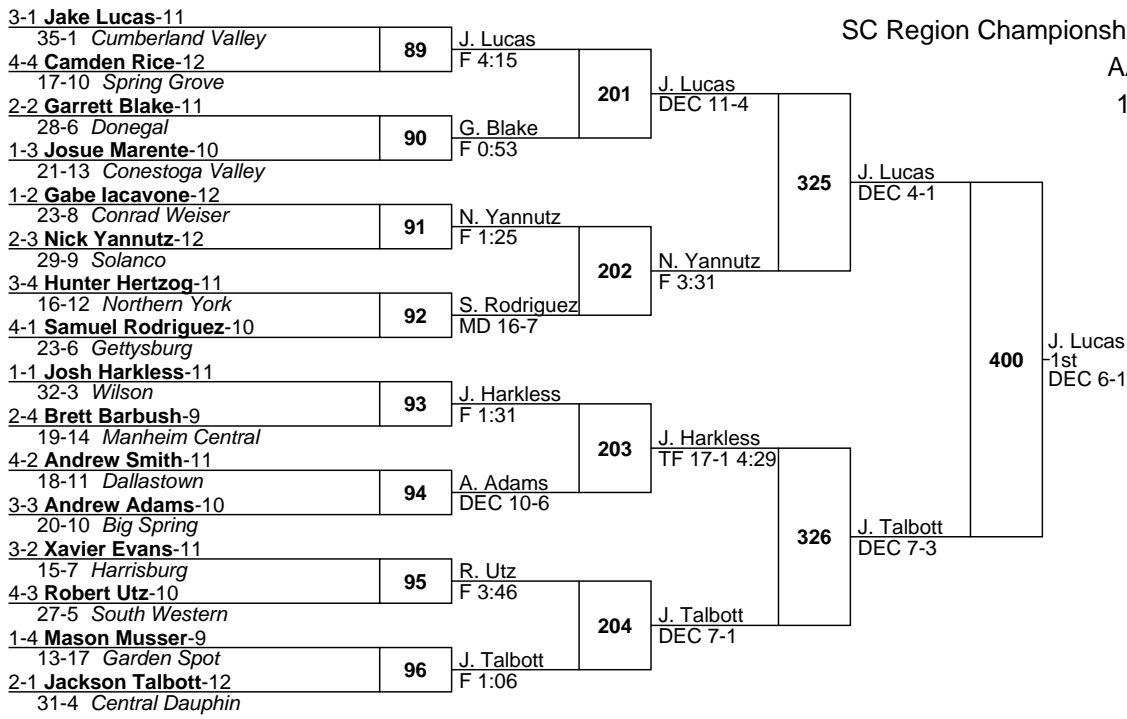 SC Region Championsh
3-1 Jake Lucas-11
35-1 Cumberland Valley
4-4 Camden Rice-12
17-10 Spring Grove
2-2 Garrett Blake-11
28-6 Donegal
1-3 Josue Marente-10
21-13 Conestoga Valley
1-2 Gabe Iacavone-12
23-8 Conrad Weiser
2-3 Nick Yannutz-12
29-9 Solanco
3-4 Hunter Hertzog-11
16-12 Northern York
4-1 Samuel Rodriguez-10
23-6 Gettysburg
1-1 Josh Harkless-11
32-3 Wilson
2-4 Brett Barbush-9
19-14 Manheim Central
4-2 Andrew Smith-11
18-11 Dallastown
3-3 Andrew Adams-10
20-10 Big Spring
3-2 Xavier Evans-11
15-7 Harrisburg
4-3 Robert Utz-10
27-5 South Western
1-4 Mason Musser-9
13-17 Garden Spot
2-1 Jackson Talbott-12
31-4 Central Dauphin
89
90
91
92
93
94
95
96
J. Lucas
F 4:15
G. Blake
F 0:53
N. Yannutz
F 1:25
S. Rodriguez
MD 16-7
J. Harkless
F 1:31
A. Adams
DEC 10-6
R. Utz
F 3:46
J. Talbott
F 1:06
201
202
203
204
J. Lucas
DEC 11-4
N. Yannutz
F 3:31
J. Harkless
TF 17-1 4:29
J. Talbott
DEC 7-1
325
326
J. Lucas
DEC 4-1
J. Talbott
DEC 7-3
400
J. Lucas
1st
DEC 6-1
1